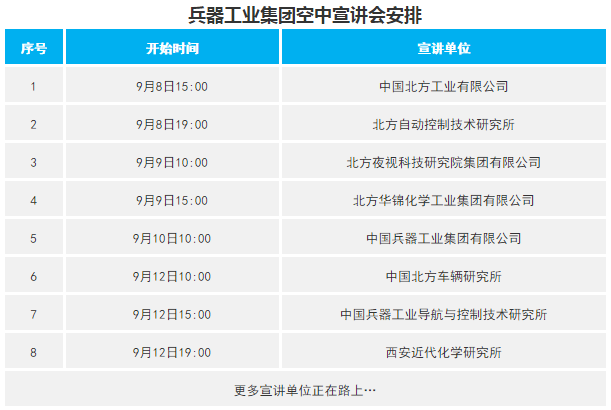 兵器工业集团空中宣讲会安排
序号 开始时间 宣讲单位
1 9月8日15:00 中国北方工业有限公司
2 9月8日19:00 北方自动控制技术研究所
3 9月9日10:00 北方夜视科技研究院集团有限公司
4 9月9日15:00 北方华锦化学工业集团有限公司
5 9月10日10:00 中国兵器工业集团有限公司
6 9月12日10:00 中国北方车辆研究所
7 9月12日15:00 中国兵器工业导航与控制技术研究所
8 9月12日19:00 西安近代化学研究所
更多宣讲单位正在路上…